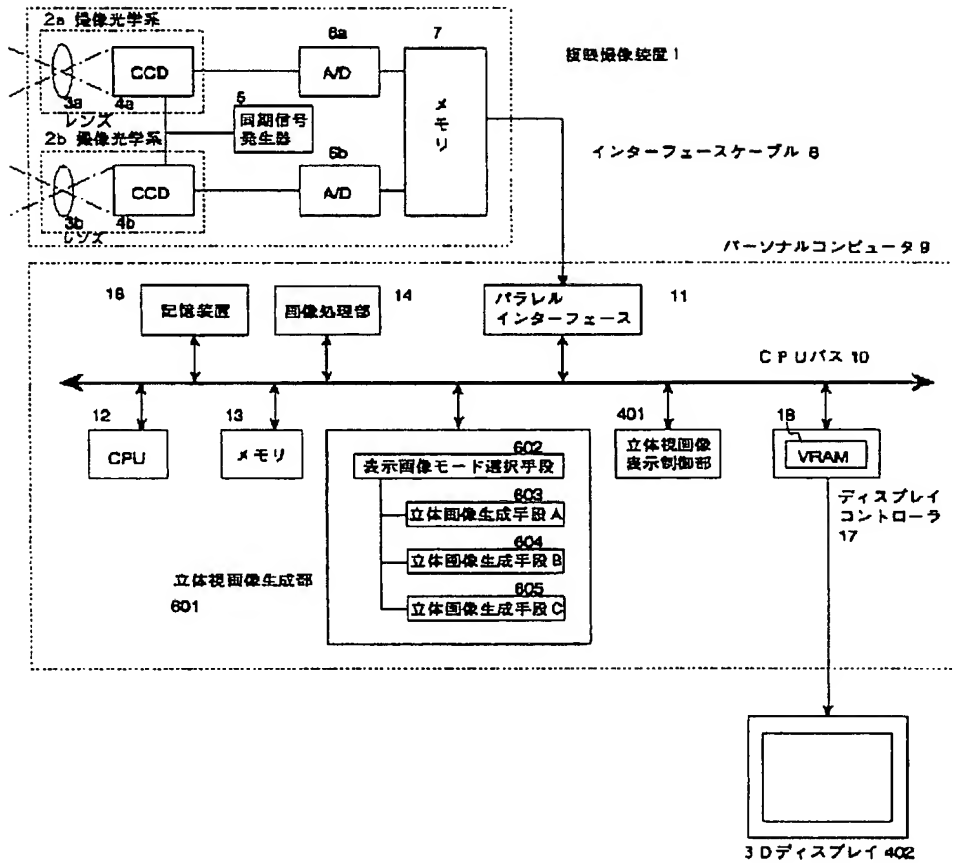 2a 撮像光学系
6a
7
複眼撮像装置 1
CCD
A/D
メモリ
3a
4a
レンズ
5
同期信号
発生器
2b 撮像光学系
6b
CCD
A/D
3b
4b
レンズ
インターフェースケーブル 8
パーソナルコンピュータ 9
16
記憶装置
画像処理部
14
パラレル
インターフェース
11
CPUバス 10
12
CPU
13
メモリ
602
表示画像モード選択手段
603
立体画像生成手段 A
604
立体画像生成手段 B
605
立体画像生成手段 C
立体視画像生成部
601
401
立体視画像
表示制御部
18
VRAM
ディスプレイ
コントローラ
17
3Dディスプレイ 402